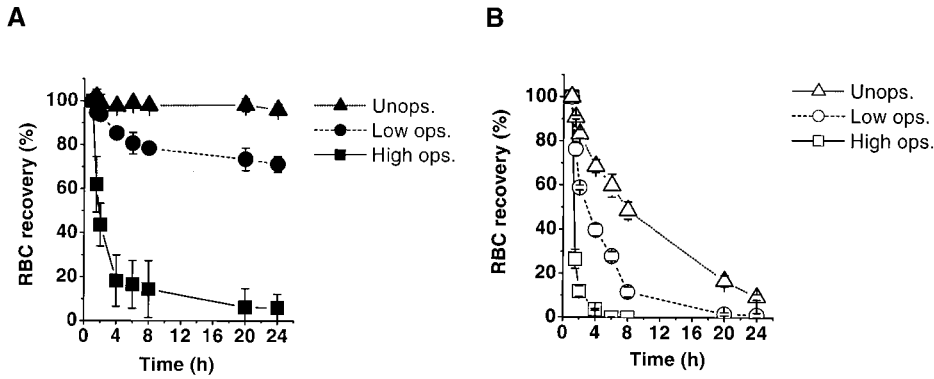 A
RBC recovery (%)
100
80
60
40
20
0
0 4 8 12 16 20 24
Time (h)
Unops.
Low ops.
High ops.
B
RBC recovery (%)
100
80
60
40
20
0
0 4 8 12 16 20 24
Time (h)
Unops.
Low ops.
High ops.